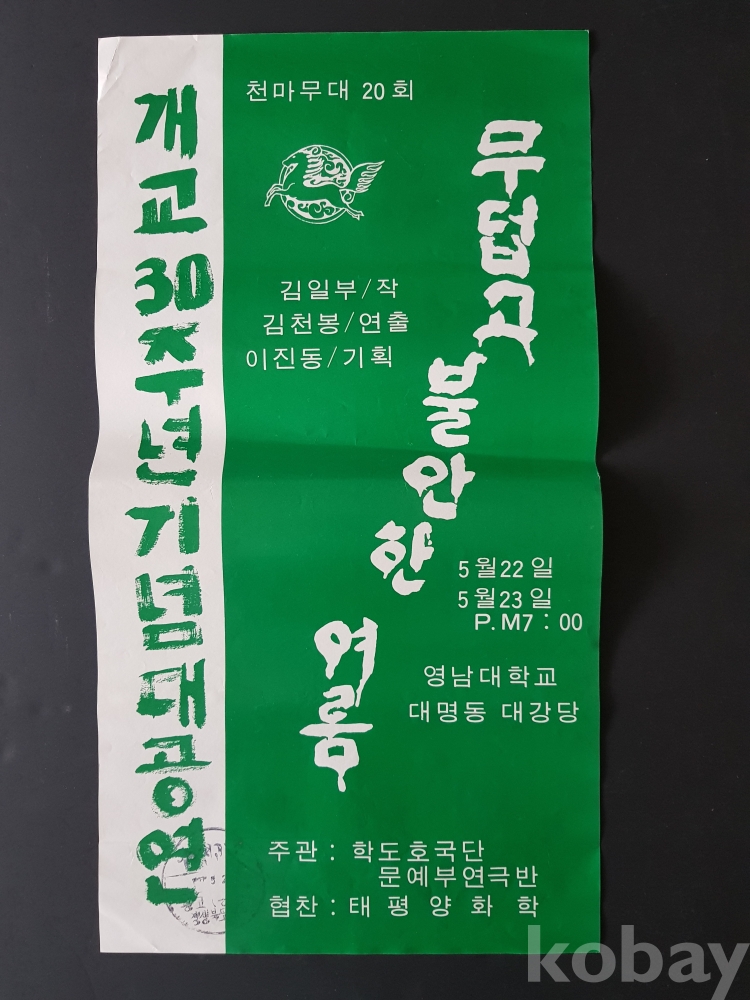 개교30주년기념대공연
천마무대 20회
무덥고
불안한
여름
김일부/작
김천봉/연출
이진동/기획
5월22일
5월23일
P.M7 : 00
영남대학교
대명동 대강당
주관 : 학도호국단
문예부연극반
협찬 : 태평양화학
kobay